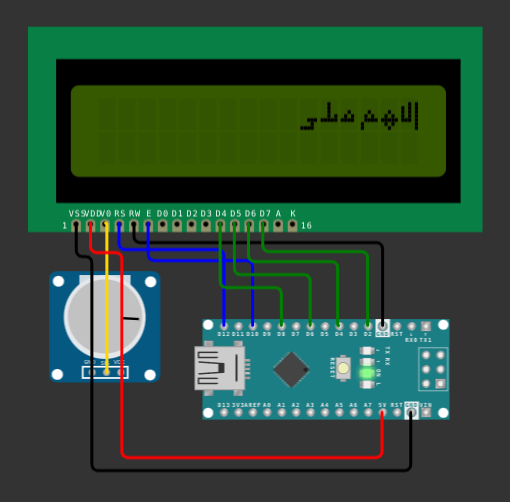 VSS VDD V0 RS RW E D0 D1 D2 D3 D4 D5 D6 D7 A K
1 16
GND SIG VCC
D12 D11 D10 D9 D8 D7 D6 D5 D4 D3 D2 GND RST RX0 TX1
RESET
TX RX
ON L
D13 3V3 AREF A0 A1 A2 A3 A4 A5 A6 A7 5V RST GND VIN